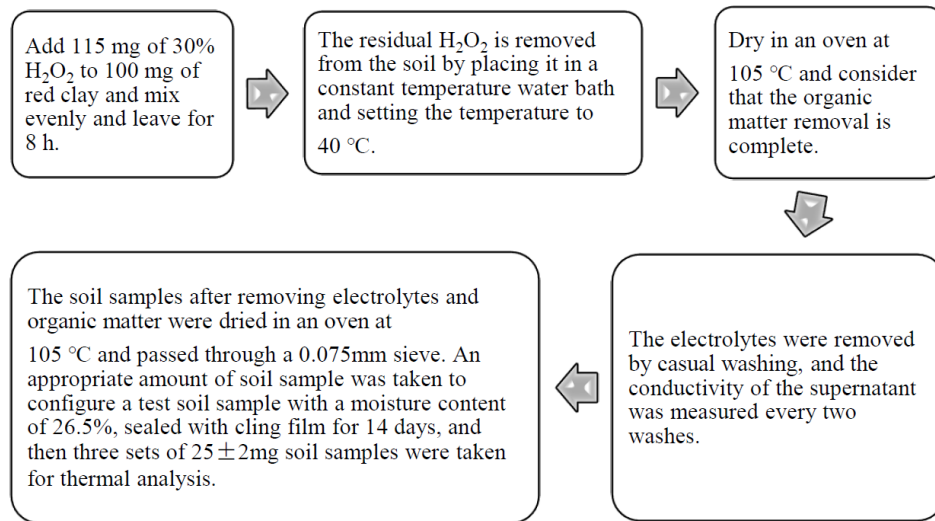 Add 115 mg of 30%
H₂O₂ to 100 mg of
red clay and mix
evenly and leave for
8 h.
The residual H₂O₂ is removed
from the soil by placing it in a
constant temperature water bath
and setting the temperature to
40 °C.
Dry in an oven at
105 °C and consider
that the organic
matter removal is
complete.
The electrolytes were removed
by casual washing, and the
conductivity of the supernatant
was measured every two
washes.
The soil samples after removing electrolytes and
organic matter were dried in an oven at
105 °C and passed through a 0.075mm sieve. An
appropriate amount of soil sample was taken to
configure a test soil sample with a moisture content
of 26.5%, sealed with cling film for 14 days, and
then three sets of 25±2mg soil samples were taken
for thermal analysis.